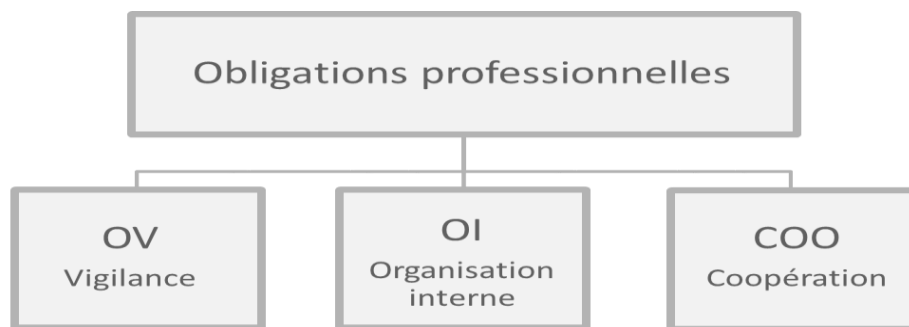 Obligations professionnelles
OV
Vigilance
OI
Organisation
interne
COO
Coopération